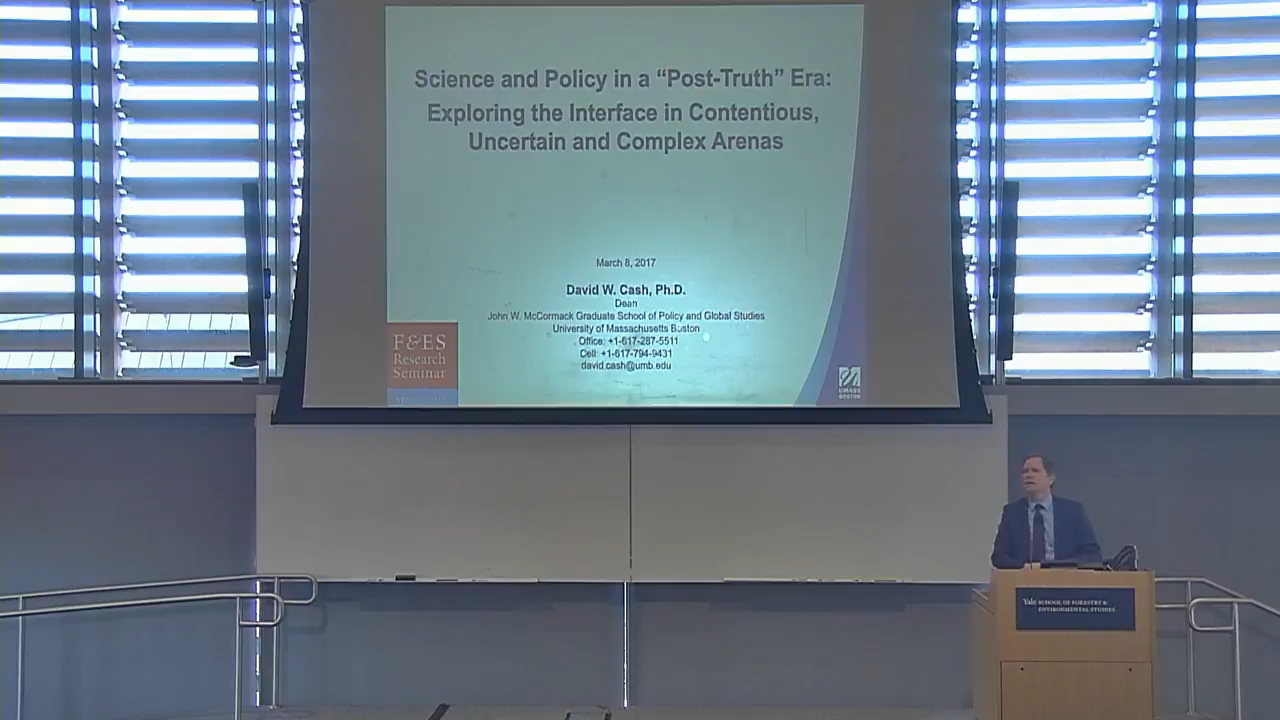 Science and Policy in a “Post-Truth” Era:
Exploring the Interface in Contentious,
Uncertain and Complex Arenas
March 8, 2017
David W. Cash, Ph.D.
Dean
John W. McCormack Graduate School of Policy and Global Studies
University of Massachusetts Boston
Office: +1-617-287-5511
Cell: +1-617-794-9431
david.cash@umb.edu
F&ES
Research
Seminar
UMASS
BOSTON
Yale SCHOOL OF FORESTRY &
ENVIRONMENTAL STUDIES